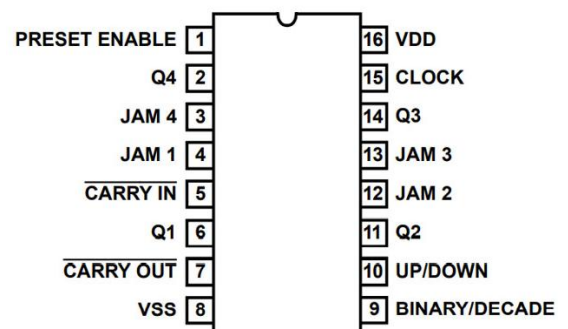 PRESET ENABLE 1 16 VDD
Q4 2 15 CLOCK
JAM 4 3 14 Q3
JAM 1 4 13 JAM 3
CARRY IN 5 12 JAM 2
Q1 6 11 Q2
CARRY OUT 7 10 UP/DOWN
VSS 8 9 BINARY/DECADE